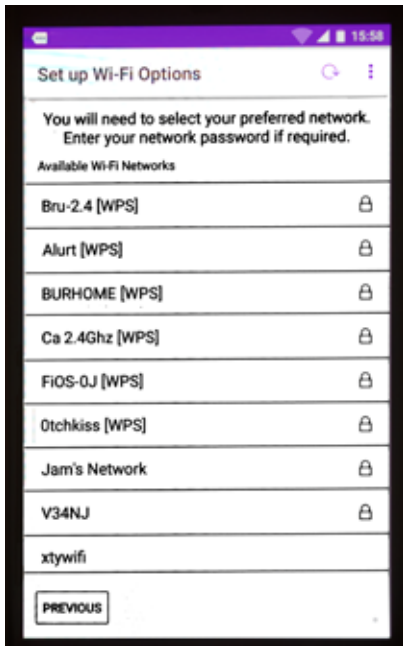 15:58
Set up Wi-Fi Options
You will need to select your preferred network.
Enter your network password if required.
Available Wi-Fi Networks
Bru-2.4 [WPS]
Alurt [WPS]
BURHOME [WPS]
Ca 2.4Ghz [WPS]
FiOS-0J [WPS]
0tchkiss [WPS]
Jam's Network
V34NJ
xtywifi
PREVIOUS